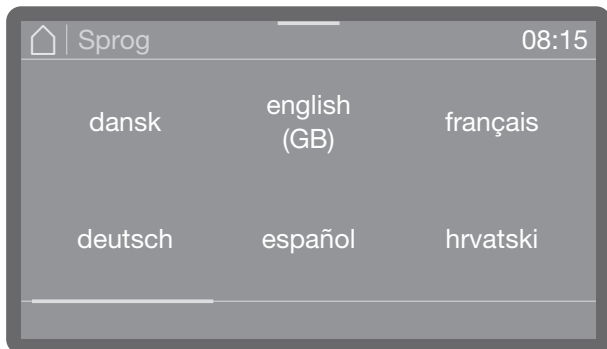 Sprog 08:15
dansk english (GB) français
deutsch español hrvatski